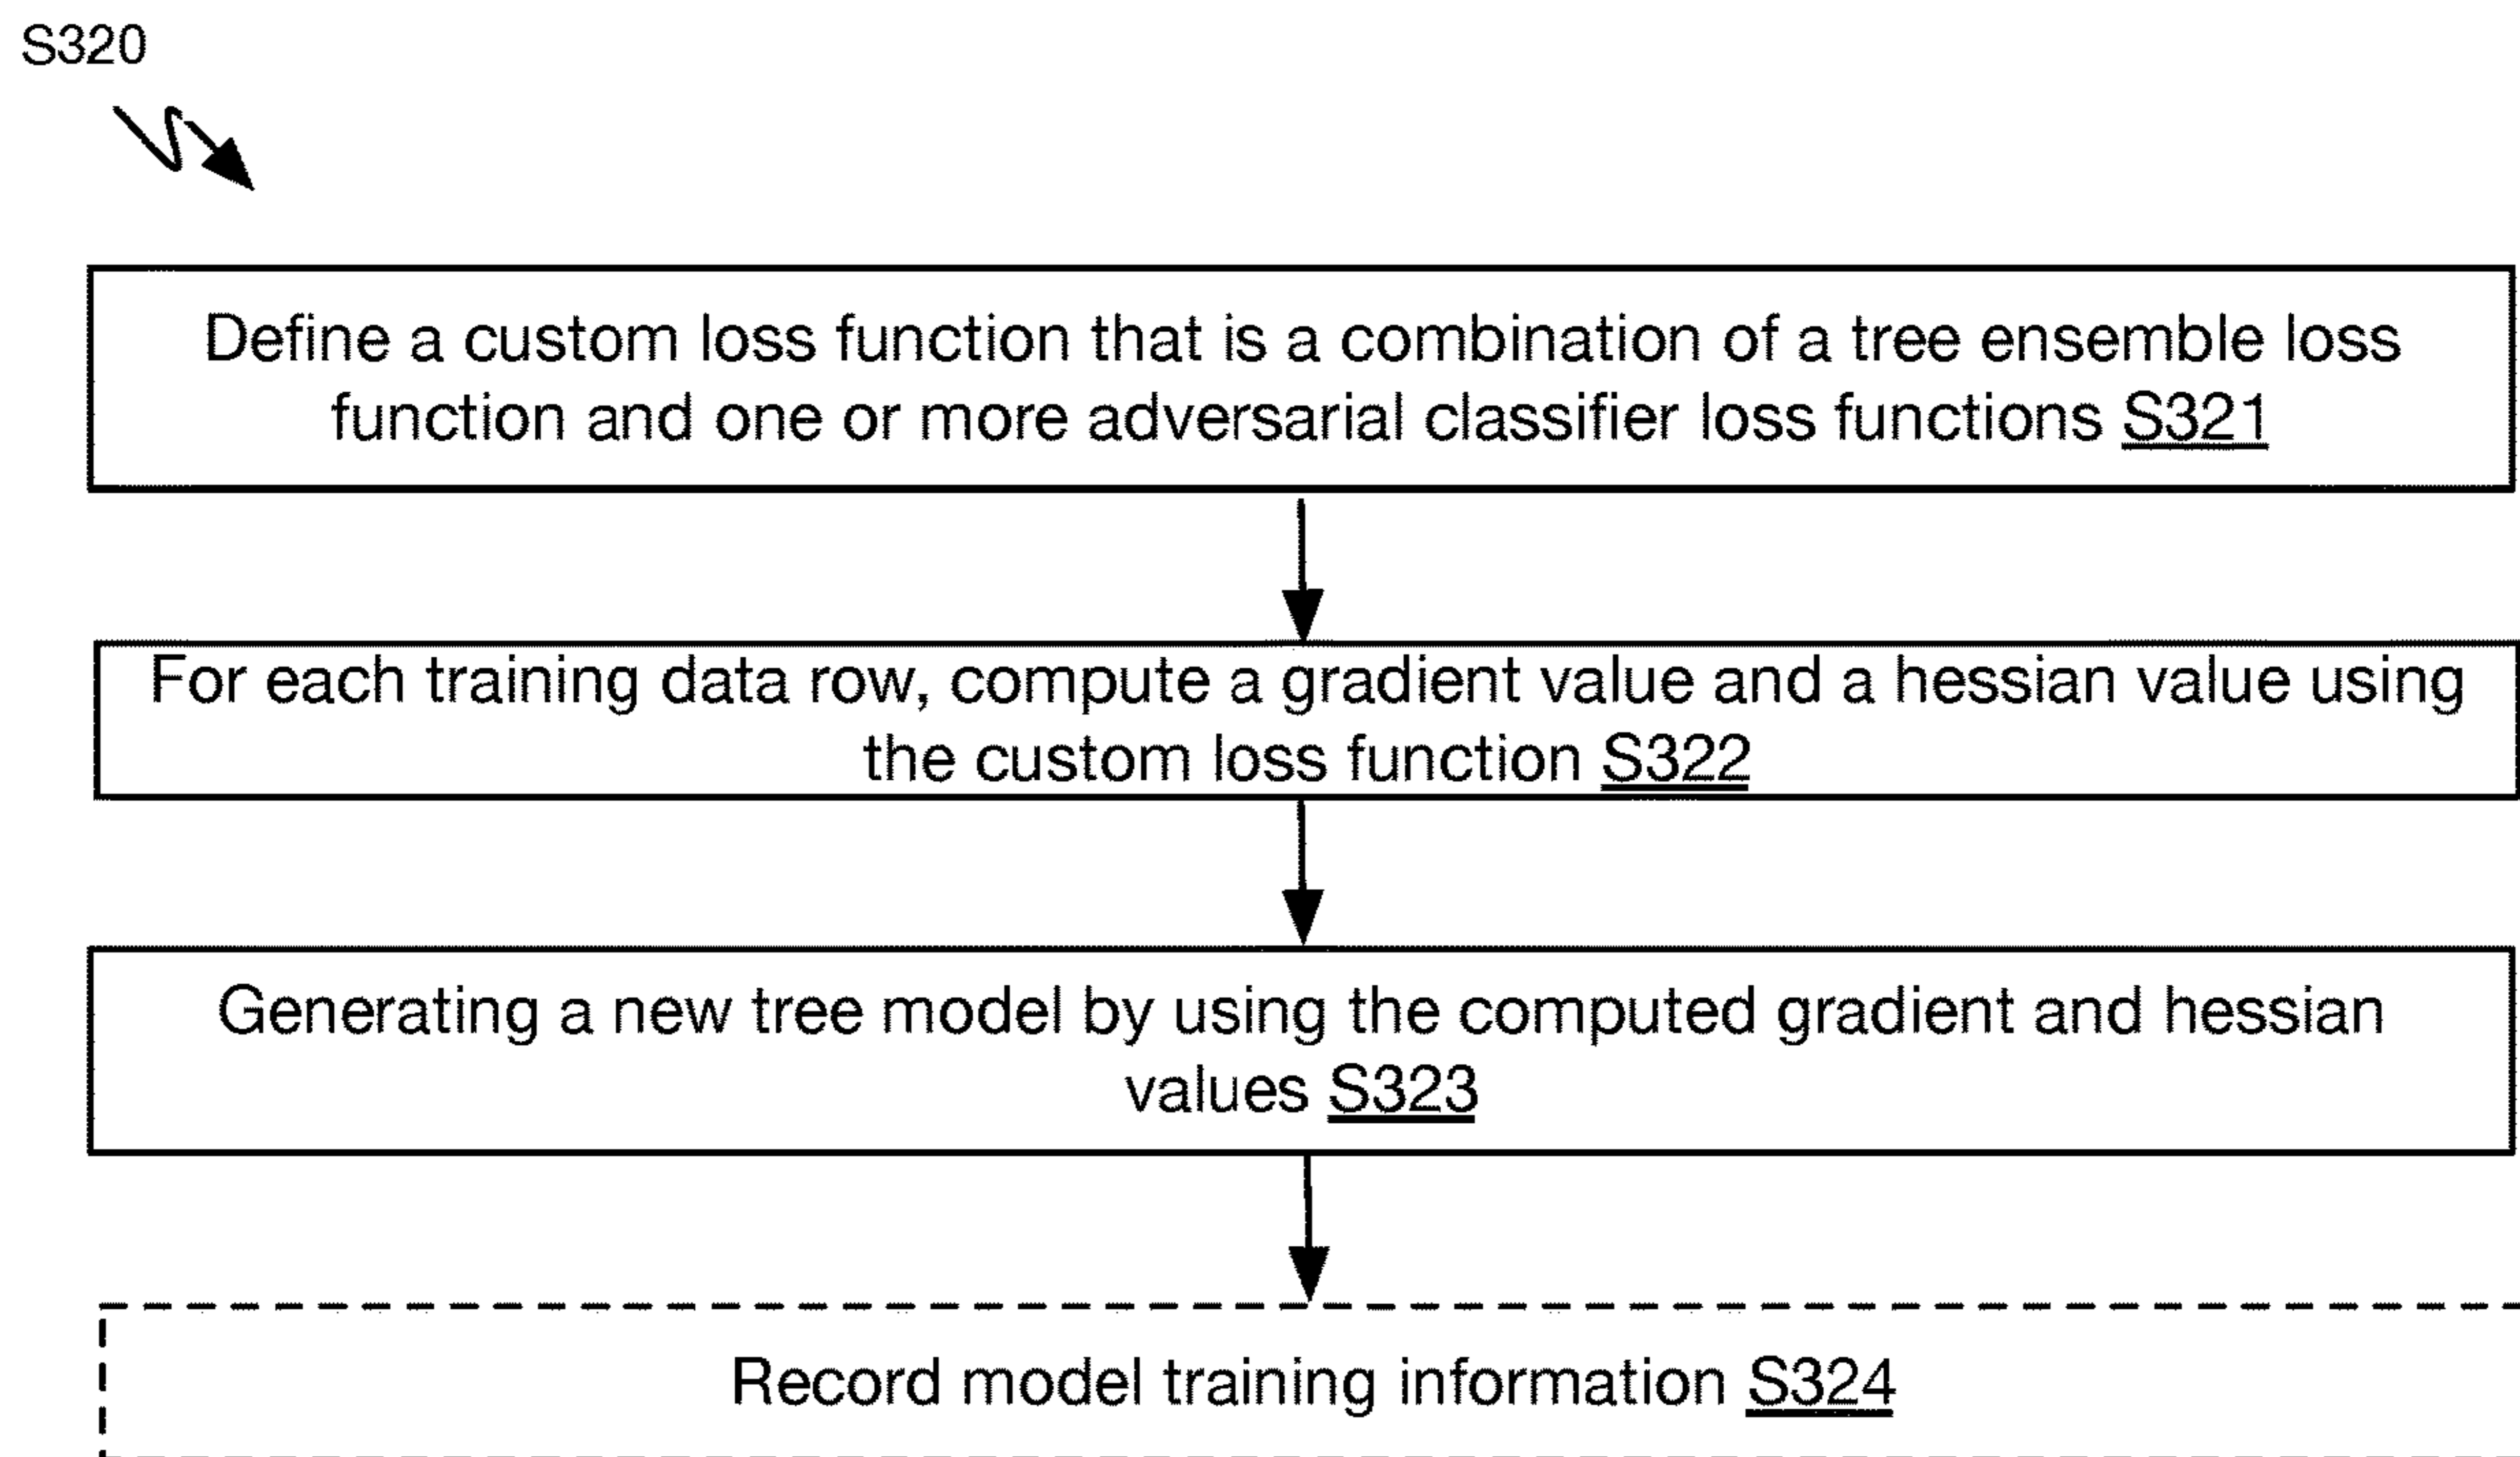 S320
Define a custom loss function that is a combination of a tree ensemble loss
function and one or more adversarial classifier loss functions S321
For each training data row, compute a gradient value and a hessian value using
the custom loss function S322
Generating a new tree model by using the computed gradient and hessian
values S323
Record model training information S324